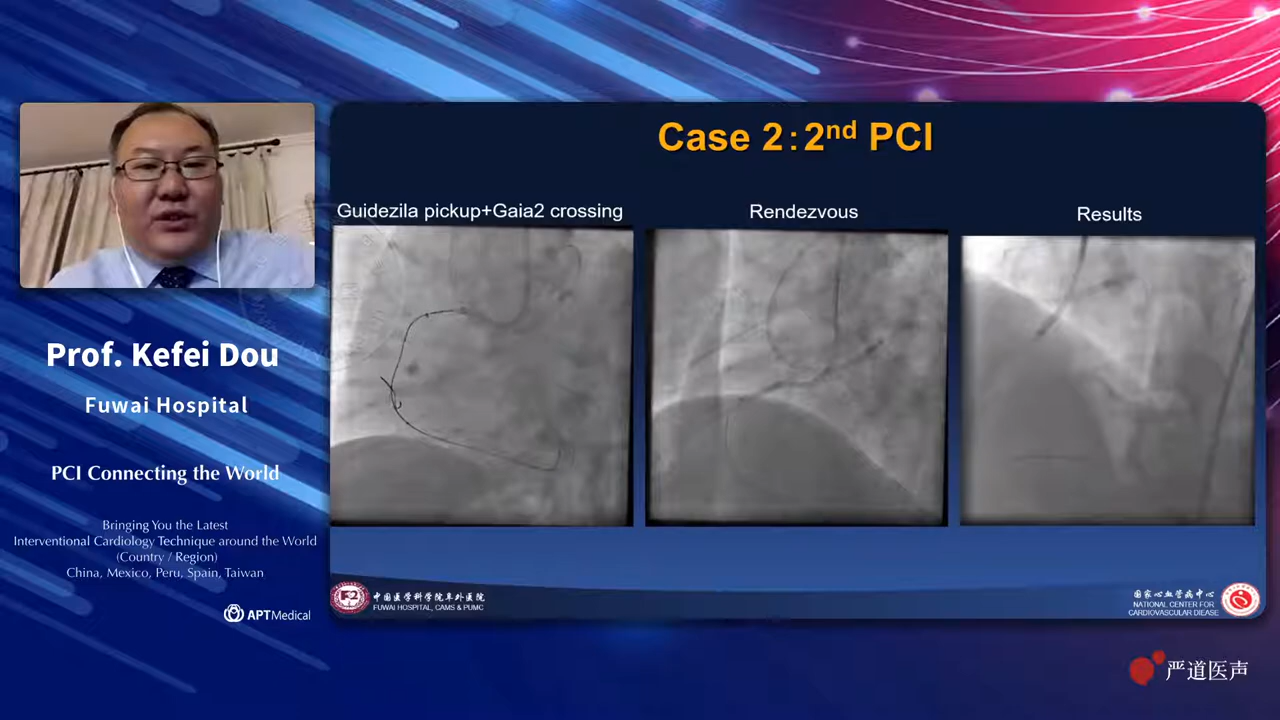 Case 2:2nd PCI
Guidezila pickup+Gaia2 crossing
Rendezvous
Results
Prof. Kefei Dou
Fuwai Hospital
PCI Connecting the World
Bringing You the Latest
Interventional Cardiology Technique around the World
(Country / Region)
China, Mexico, Peru, Spain, Taiwan
APTMedical
中国医学科学院阜外医院
FUWAI HOSPITAL, CAMS & PUMC
国家心血管病中心
NATIONAL CENTER FOR
CARDIOVASCULAR DIEASE
严道医声